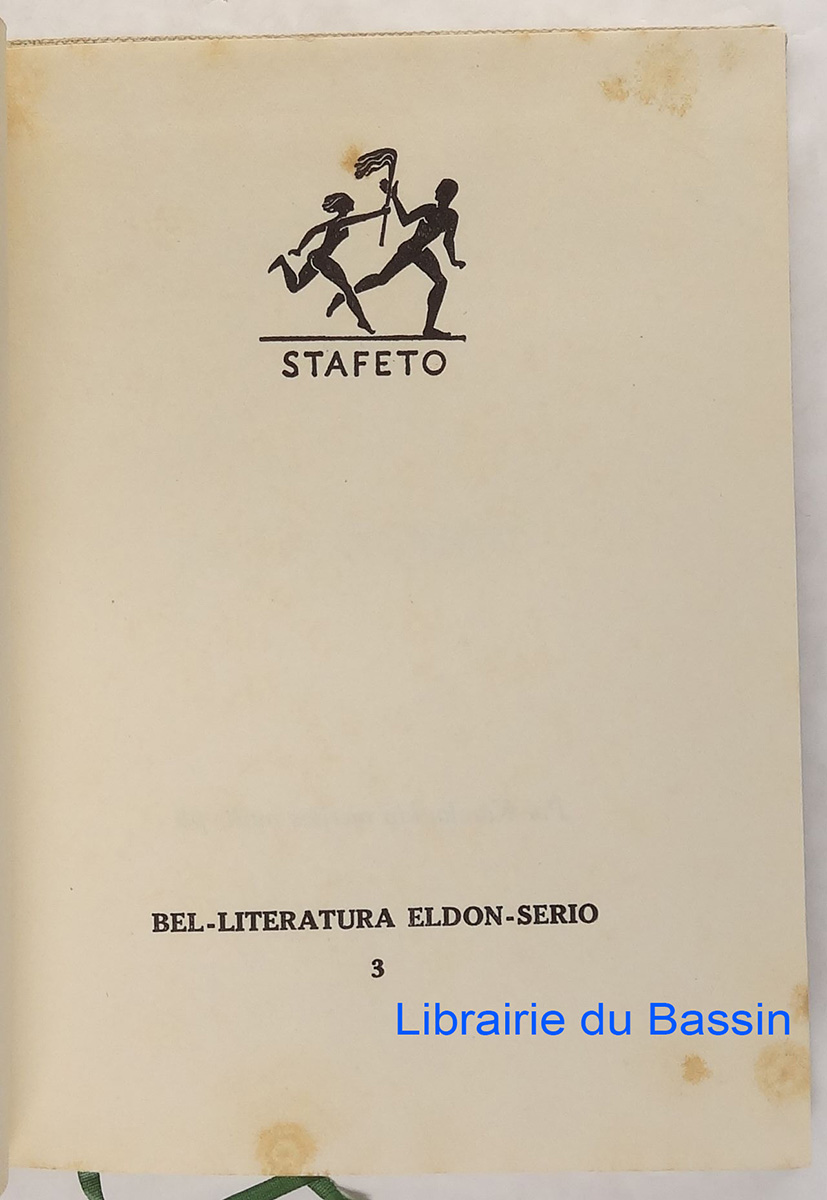 STAFETO
BEL-LITERATURA ELDON-SERIO
3
Librairie du Bassin